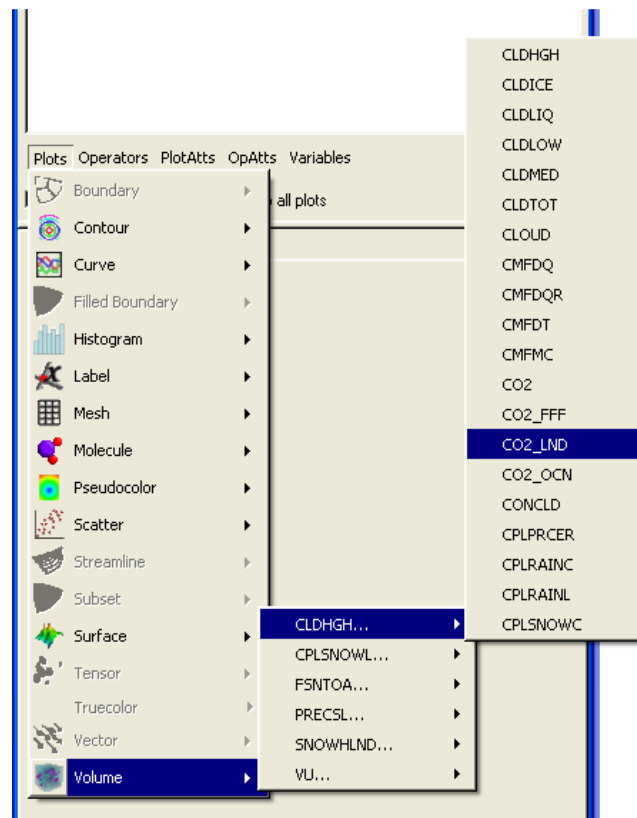 Plots Operators PlotAtts OpAtts Variables
all plots
Boundary
Contour
Curve
Filled Boundary
Histogram
Label
Mesh
Molecule
Pseudocolor
Scatter
Streamline
Subset
Surface
Tensor
Truecolor
Vector
Volume
CLDHGH...
CPLSNOWL...
FSNTOA...
PRECSL...
SNOWHLND...
VU...
CLDHGH
CLDICE
CLDLIQ
CLDLOW
CLDMED
CLDTOT
CLOUD
CMFDQ
CMFDQR
CMFDT
CMFMC
CO2
CO2_FFF
CO2_LND
CO2_OCN
CONCLD
CPLPRCER
CPLRAINC
CPLRAINL
CPLSNOWC